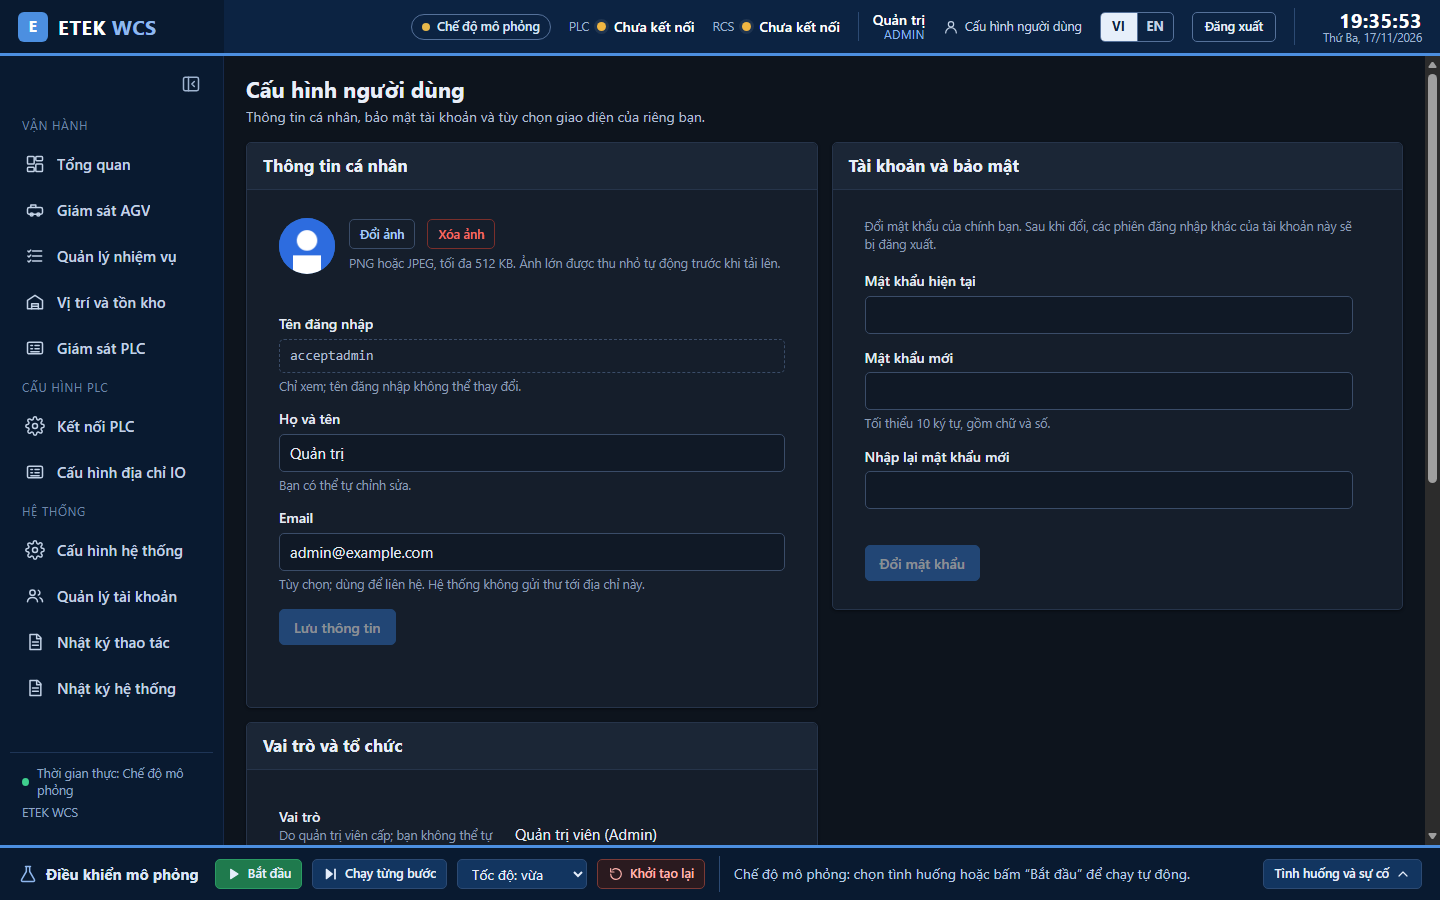 E ETEK WCS
Chế độ mô phỏng
PLC Chưa kết nối
RCS Chưa kết nối
Quản trị
ADMIN
Cấu hình người dùng
VI EN
Đăng xuất
19:35:53
Thứ Ba, 17/11/2026
VẬN HÀNH
Tổng quan
Giám sát AGV
Quản lý nhiệm vụ
Vị trí và tồn kho
Giám sát PLC
CẤU HÌNH PLC
Kết nối PLC
Cấu hình địa chỉ IO
HỆ THỐNG
Cấu hình hệ thống
Quản lý tài khoản
Nhật ký thao tác
Nhật ký hệ thống
Thời gian thực: Chế độ mô
phỏng
ETEK WCS
Cấu hình người dùng
Thông tin cá nhân, bảo mật tài khoản và tùy chọn giao diện của riêng bạn.
Thông tin cá nhân
Đổi ảnh
Xóa ảnh
PNG hoặc JPEG, tối đa 512 KB. Ảnh lớn được thu nhỏ tự động trước khi tải lên.
Tên đăng nhập
acceptadmin
Chỉ xem; tên đăng nhập không thể thay đổi.
Họ và tên
Quản trị
Bạn có thể tự chỉnh sửa.
Email
admin@example.com
Tùy chọn; dùng để liên hệ. Hệ thống không gửi thư tới địa chỉ này.
Lưu thông tin
Tài khoản và bảo mật
Đổi mật khẩu của chính bạn. Sau khi đổi, các phiên đăng nhập khác của tài khoản này sẽ
bị đăng xuất.
Mật khẩu hiện tại
Mật khẩu mới
Tối thiểu 10 ký tự, gồm chữ và số.
Nhập lại mật khẩu mới
Đổi mật khẩu
Vai trò và tổ chức
Vai trò
Do quản trị viên cấp; bạn không thể tự
Quản trị viên (Admin)
Điều khiển mô phỏng
Bắt đầu
Chạy từng bước
Tốc độ: vừa
Khởi tạo lại
Chế độ mô phỏng: chọn tình huống hoặc bấm “Bắt đầu” để chạy tự động.
Tình huống và sự cố